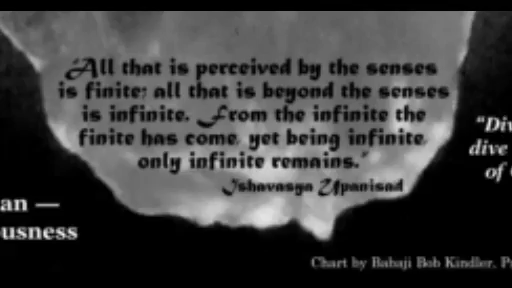 "All that is perceived by the senses
is finite; all that is beyond the senses
is infinite. From the infinite the
finite has come, yet being infinite,
only infinite remains."
Ishavasya Upanisad
"Div
dive
of
an —
usness
Chart by Babaji Bob Kindler, P